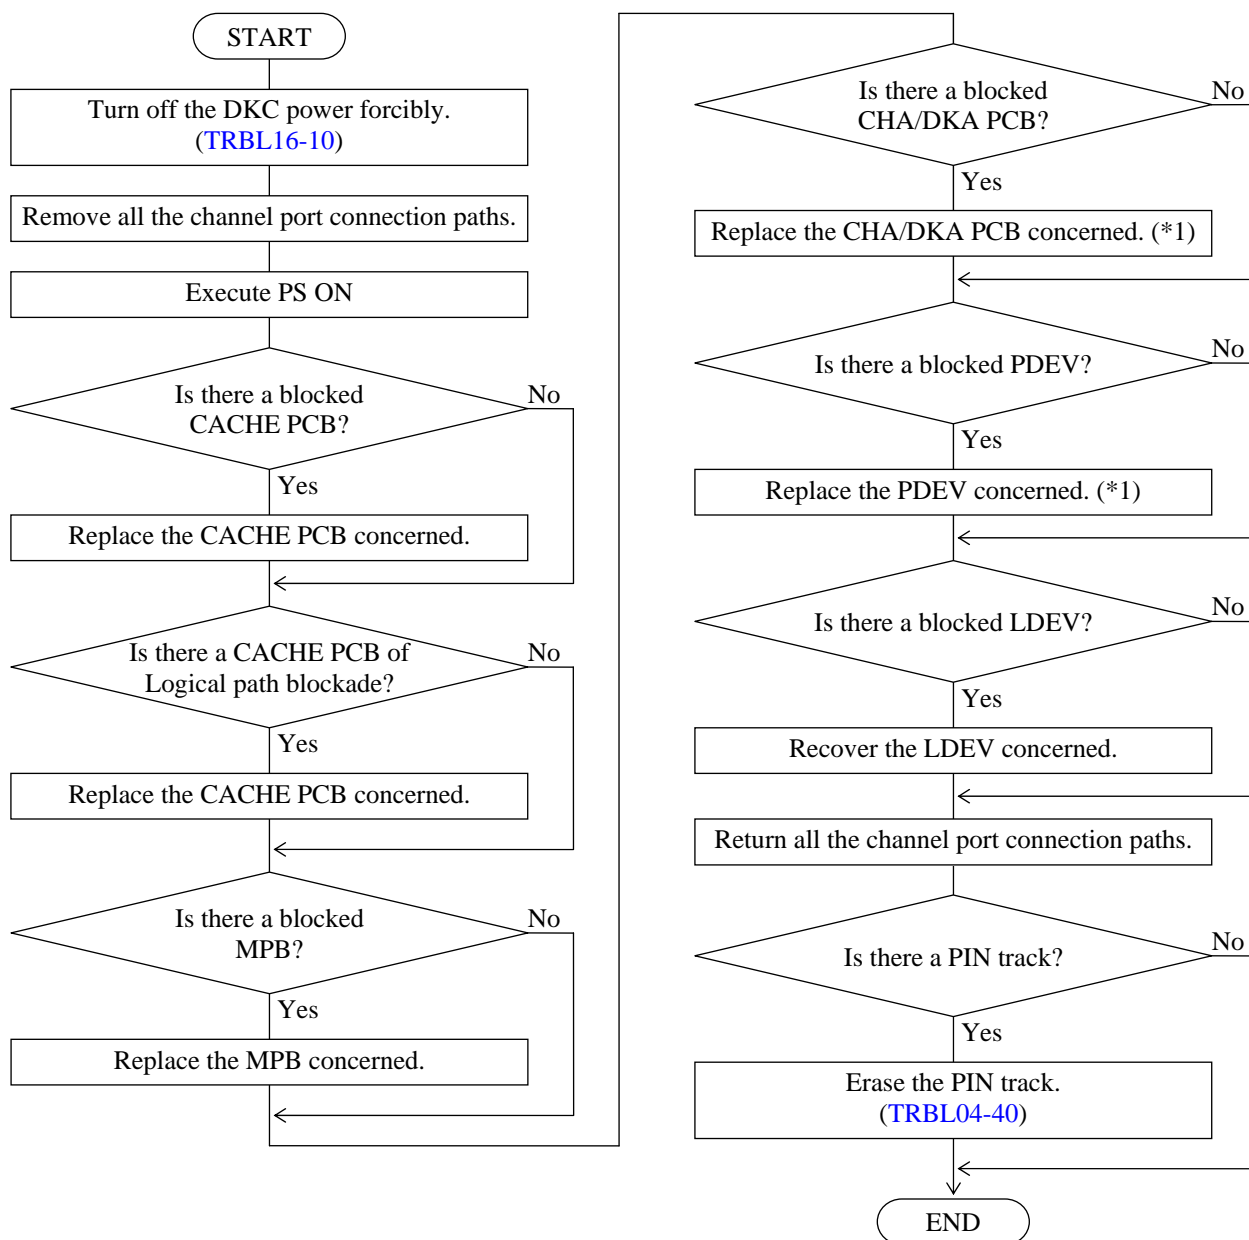 START
Turn off the DKC power forcibly.
(TRBL16-10)
Remove all the channel port connection paths.
Execute PS ON
Is there a blocked
CACHE PCB?
No
Yes
Replace the CACHE PCB concerned.
Is there a CACHE PCB of
Logical path blockade?
No
Yes
Replace the CACHE PCB concerned.
Is there a blocked
MPB?
No
Yes
Replace the MPB concerned.
Is there a blocked
CHA/DKA PCB?
No
Yes
Replace the CHA/DKA PCB concerned. (*1)
Is there a blocked PDEV?
No
Yes
Replace the PDEV concerned. (*1)
Is there a blocked LDEV?
No
Yes
Recover the LDEV concerned.
Return all the channel port connection paths.
Is there a PIN track?
No
Yes
Erase the PIN track.
(TRBL04-40)
END